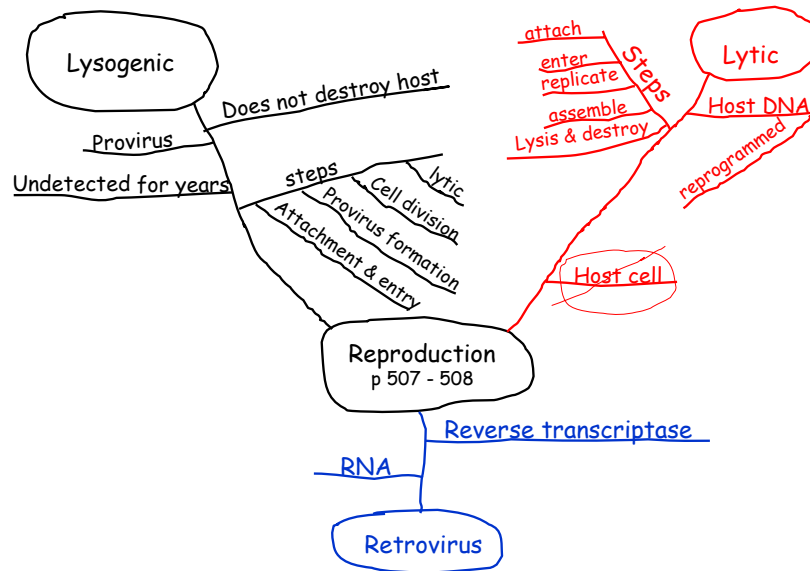 Lysogenic
Does not destroy host
Provirus
Undetected for years
steps
Attachment & entry
Provirus formation
Cell division
lytic
Lytic
Steps
attach
enter
replicate
assemble
Lysis & destroy
Host DNA
reprogrammed
Host cell
Reproduction
p 507 - 508
Reverse transcriptase
RNA
Retrovirus